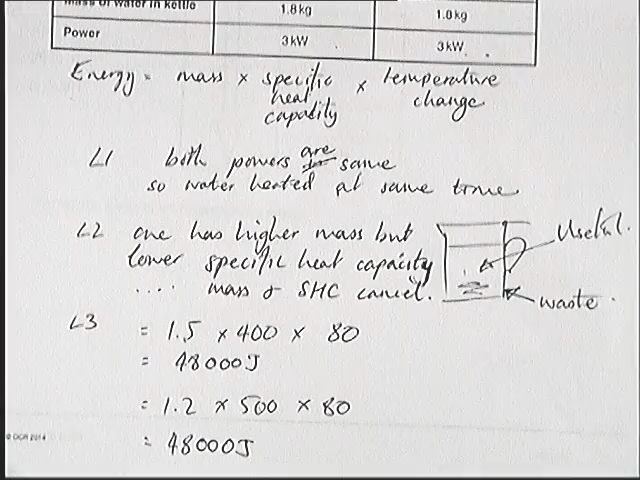 mass of water in kettle 1.8kg 1.8kg
Power 3kW 3kW
Energy = mass × specific heat capacity × temperature change
L1 both powers are same
so water heated at same time
L2 one has higher mass but
lower specific heat capacity
.... mass & SHC cancel.
Useful.
waste.
L3 = 1.5 × 400 × 80
= 48000J
= 1.2 × 500 × 80
= 48000J
© OCR 2014